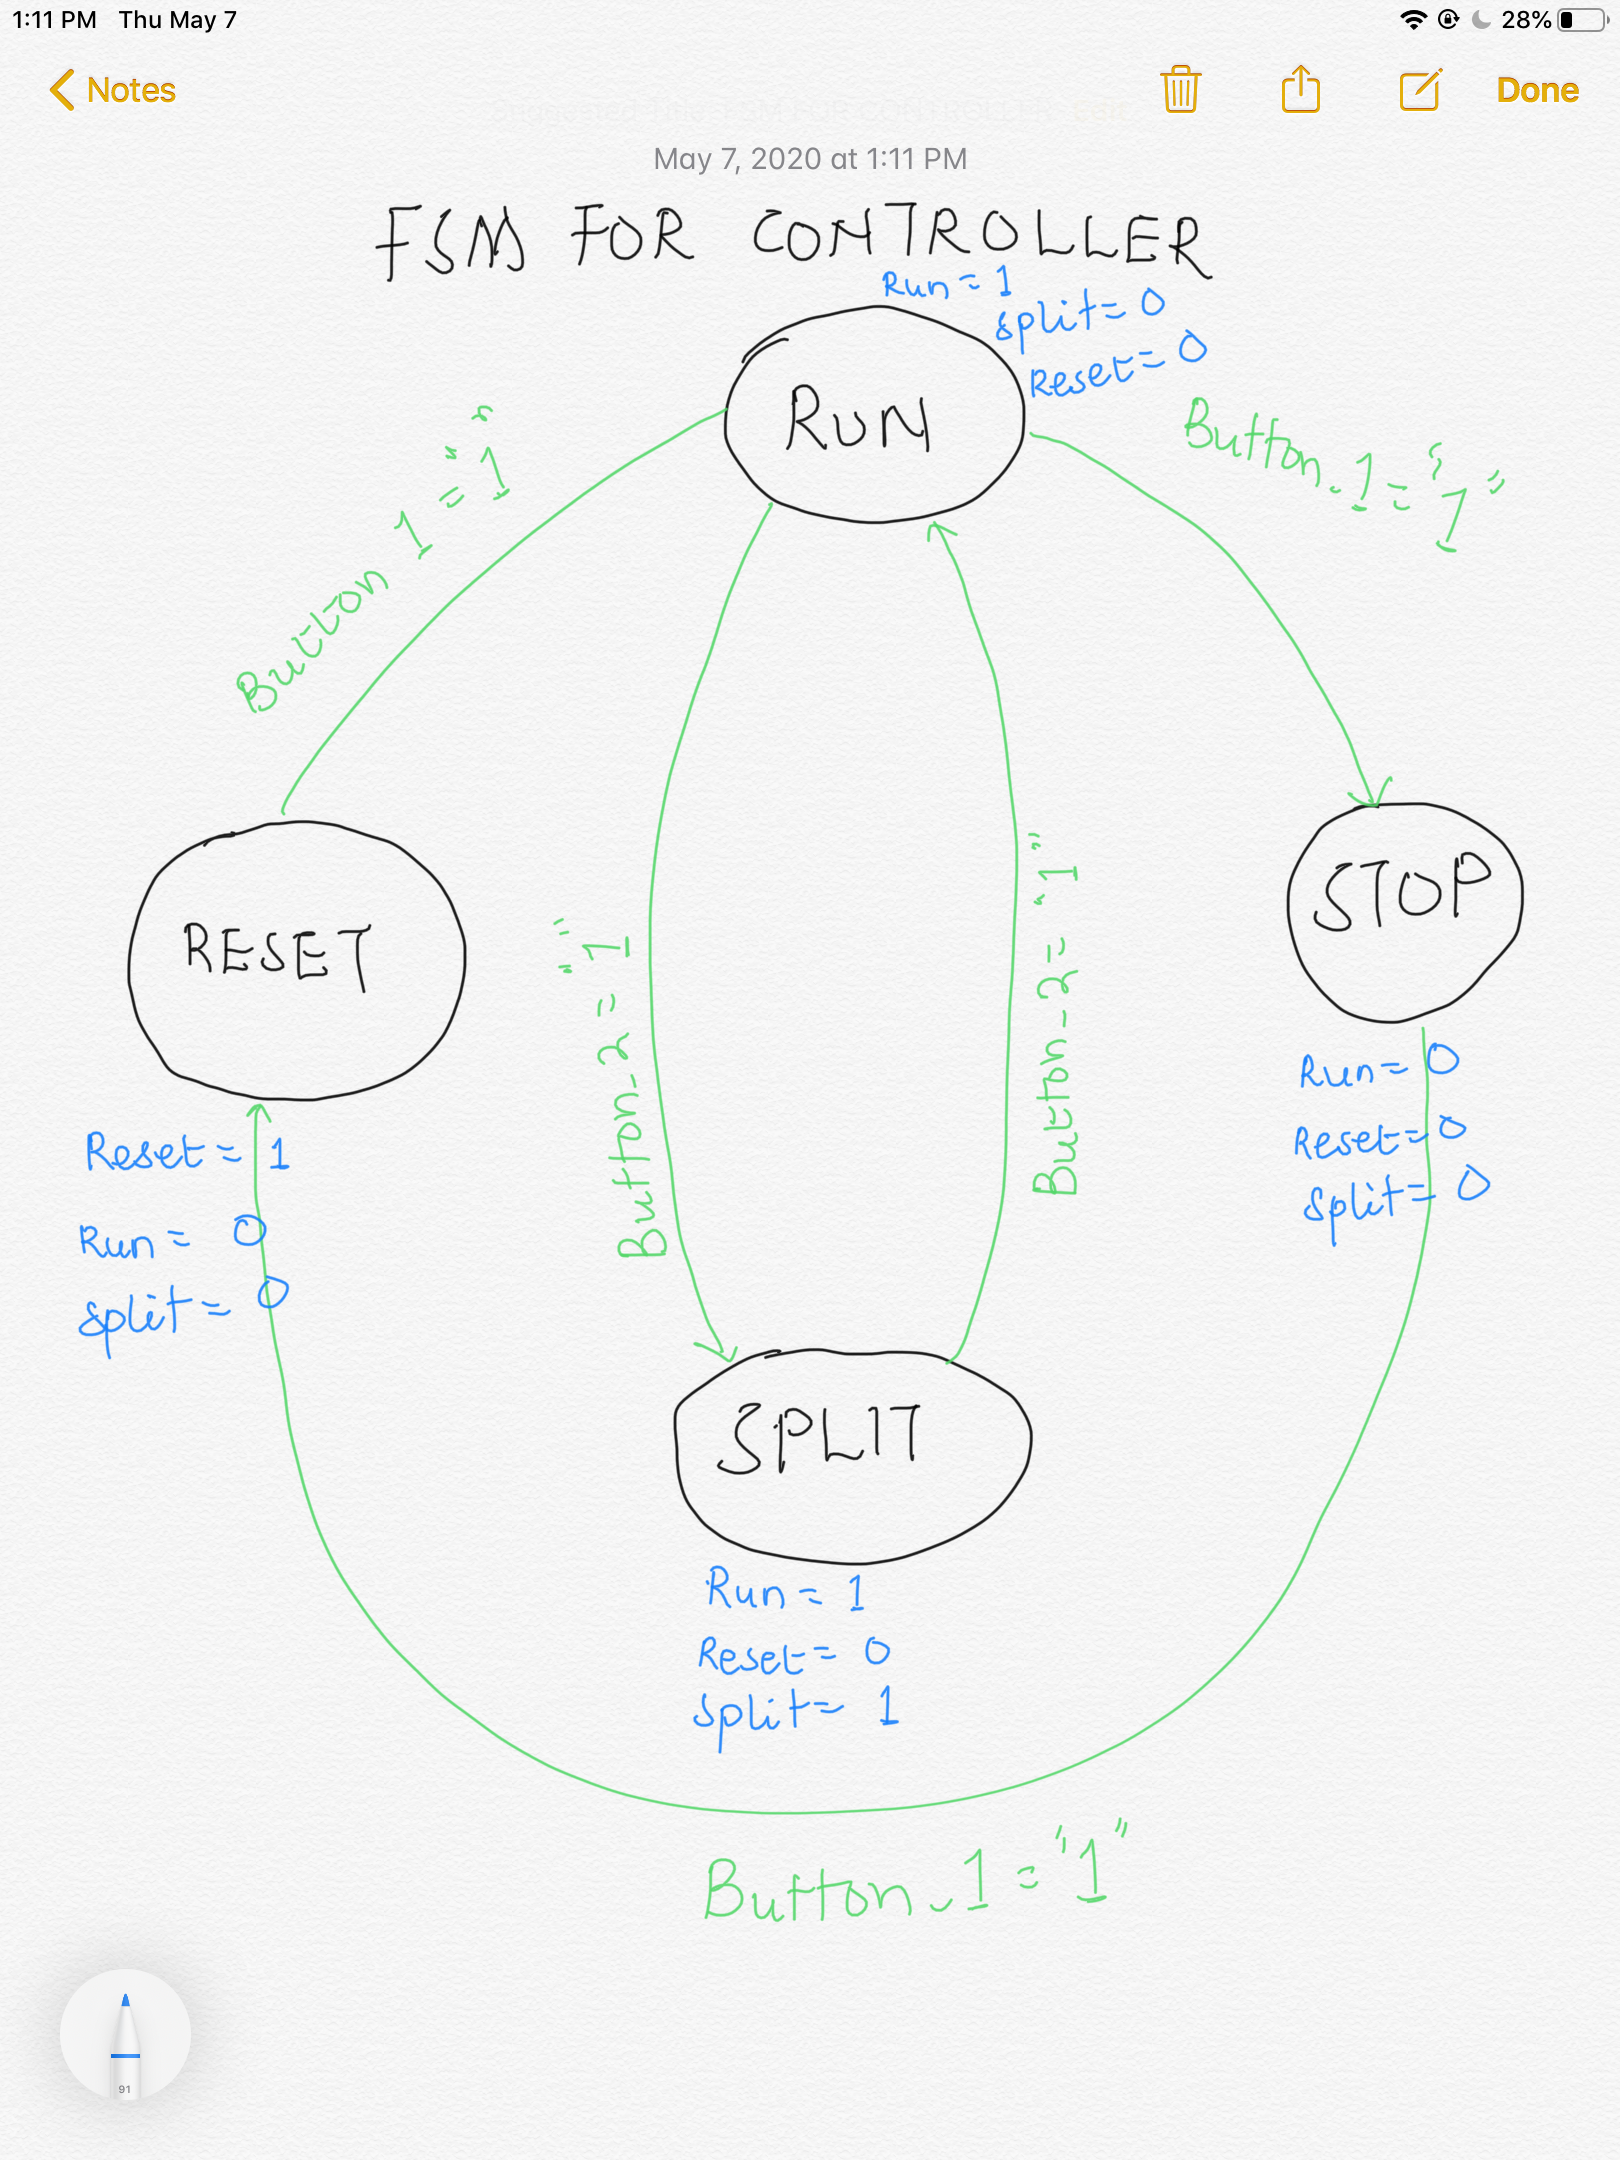 1:11 PM Thu May 7
28%
Notes
Done
May 7, 2020 at 1:11 PM
FSM FOR CONTROLLER
Run = 1
Split = 0
Reset = 0
RUN
Button 1 = "1"
Button_1 = "1"
RESET
STOP
Button_2 = "1"
Button_2 = "1"
Reset = 1
Run = 0
Split = 0
Run = 0
Reset = 0
Split = 0
SPLIT
Run = 1
Reset = 0
Split = 1
Button_1 = "1"
91